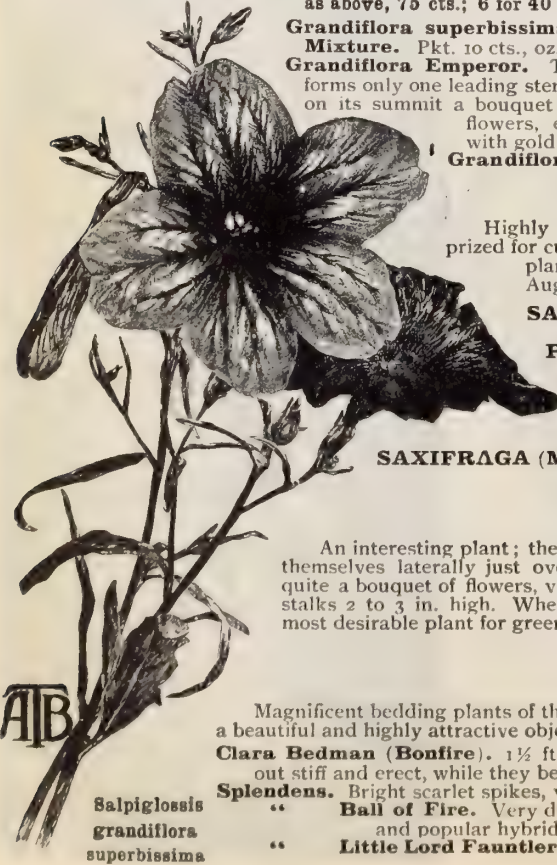 as above, 75 cts.; 6 for 40
Grandiflora superbissim
Mixture. Pkt. 10 cts., oz
Grandiflora Emperor. T
forms only one leading ster
on its summit a bouquet
flowers, e
with gold
Grandiflor
Highly
prized for cu
plan
Aug
SA
F
SAXIFRAGA (M
An interesting plant; the
themselves laterally just ov
quite a bouquet of flowers, v
stalks 2 to 3 in. high. Whe
most desirable plant for green
Magnificent bedding plants of th
a beautiful and highly attractive obje
Clara Bedman (Bonfire). 1½ ft
out stiff and erect, while they be
Splendens. Bright scarlet spikes, v
“ Ball of Fire. Very d
and popular hybrid
“ Little Lord Fauntler
ATB
Salpiglossis
grandiflora
superbissima